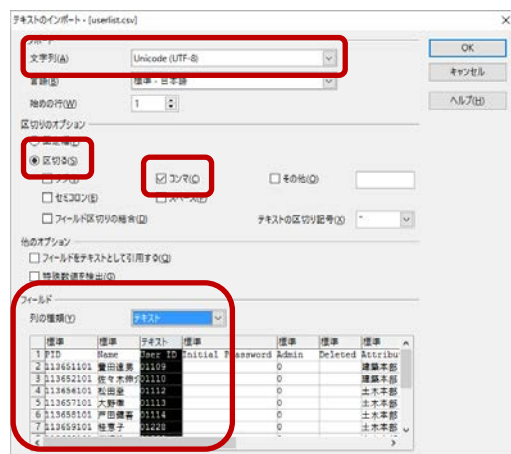 テキストのインポート - [userlist.csv]
インポート
文字列(A) Unicode (UTF-8)
言語(B) 標準 - 日本語
始めの行(W) 1
OK
キャンセル
ヘルプ(H)
区切りのオプション
区切る(S)
コンマ(C) その他(O)
セミコロン(E) スペース(P)
フィールド区切りの結合(D) テキストの区切り記号(X) "
他のオプション
フィールドをテキストとして引用する(Q)
特殊数値を検出(O)
フィールド
列の種類(Y) テキスト
標準 標準 テキスト 標準 標準 標準 標準
1 PID Name User ID Initial Password Admin Deleted Attribu
2 113651101 豊田達男 01109 0 建築本部
3 113652101 佐々木伸 01110 0 建築本部
4 113656101 松田塁 01112 0 土木本部
5 113657101 大野徹 01113 0 土木本部
6 113658101 戸田健吾 01114 0 土木本部
7 113659101 桂恵子 01228 0 土木本部